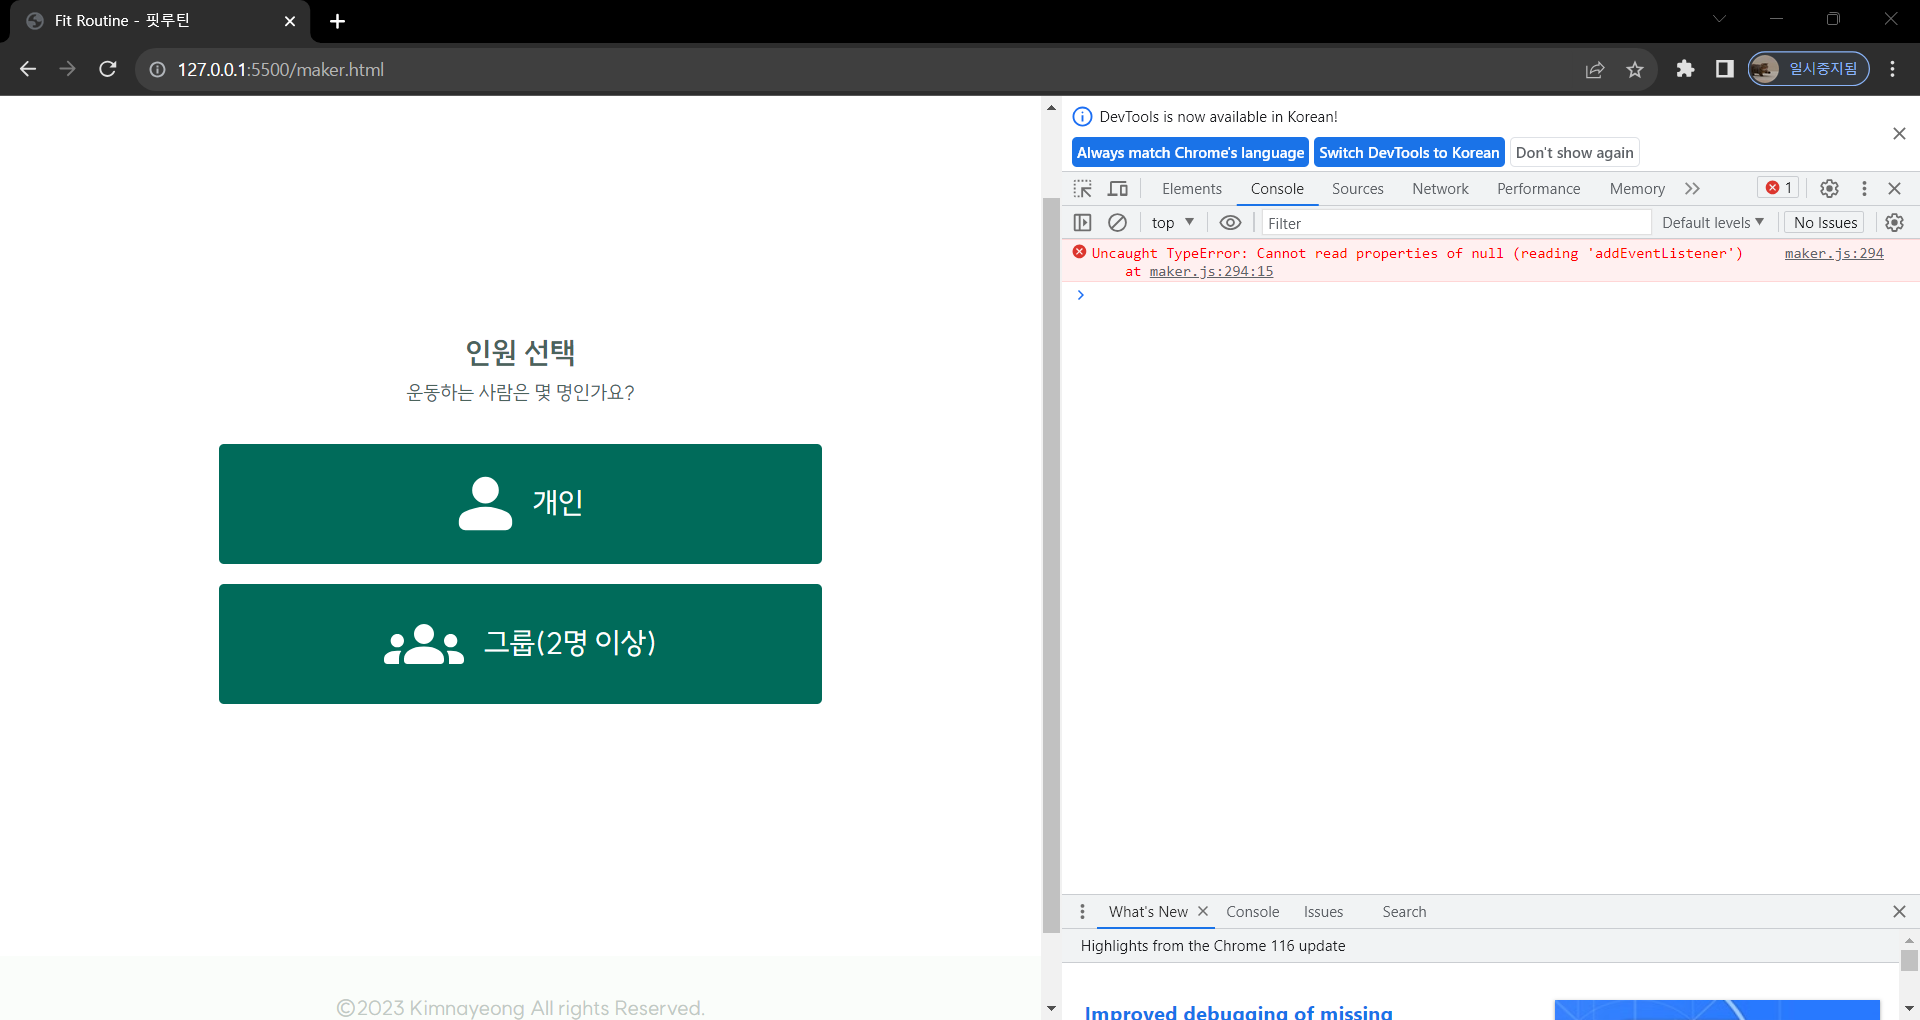 Fit Routine - 핏루틴
127.0.0.1:5500/maker.html
일시중지됨
DevTools is now available in Korean!
Always match Chrome's language
Switch DevTools to Korean
Don't show again
Elements Console Sources Network Performance Memory 1
top Filter Default levels No Issues
Uncaught TypeError: Cannot read properties of null (reading 'addEventListener') maker.js:294
at maker.js:294:15
인원 선택
운동하는 사람은 몇 명인가요?
개인
그룹(2명 이상)
©2023 Kimnayeong All rights Reserved.
What's New Console Issues Search
Highlights from the Chrome 116 update
Improved debugging of missing